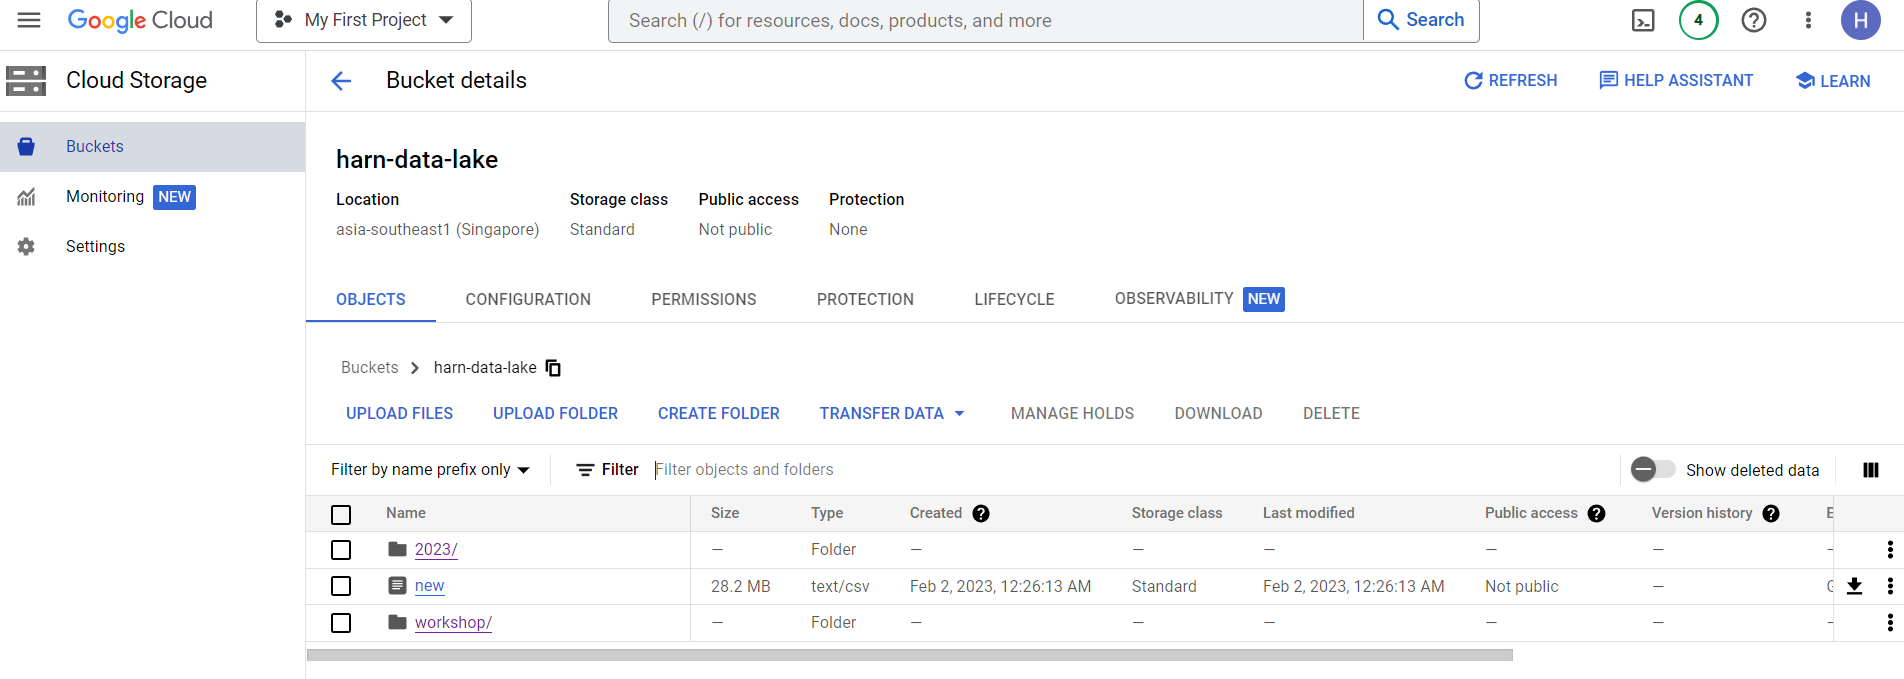 Google Cloud
My First Project
Search (/) for resources, docs, products, and more
Search
4
H
Cloud Storage
Bucket details
REFRESH
HELP ASSISTANT
LEARN
Buckets
Monitoring NEW
Settings
harn-data-lake
Location Storage class Public access Protection
asia-southeast1 (Singapore) Standard Not public None
OBJECTS CONFIGURATION PERMISSIONS PROTECTION LIFECYCLE OBSERVABILITY NEW
Buckets > harn-data-lake
UPLOAD FILES UPLOAD FOLDER CREATE FOLDER TRANSFER DATA MANAGE HOLDS DOWNLOAD DELETE
Filter by name prefix only Filter Filter objects and folders Show deleted data
Name Size Type Created Storage class Last modified Public access Version history
2023/ — Folder — — — — —
new 28.2 MB text/csv Feb 2, 2023, 12:26:13 AM Standard Feb 2, 2023, 12:26:13 AM Not public —
workshop/ — Folder — — — — —